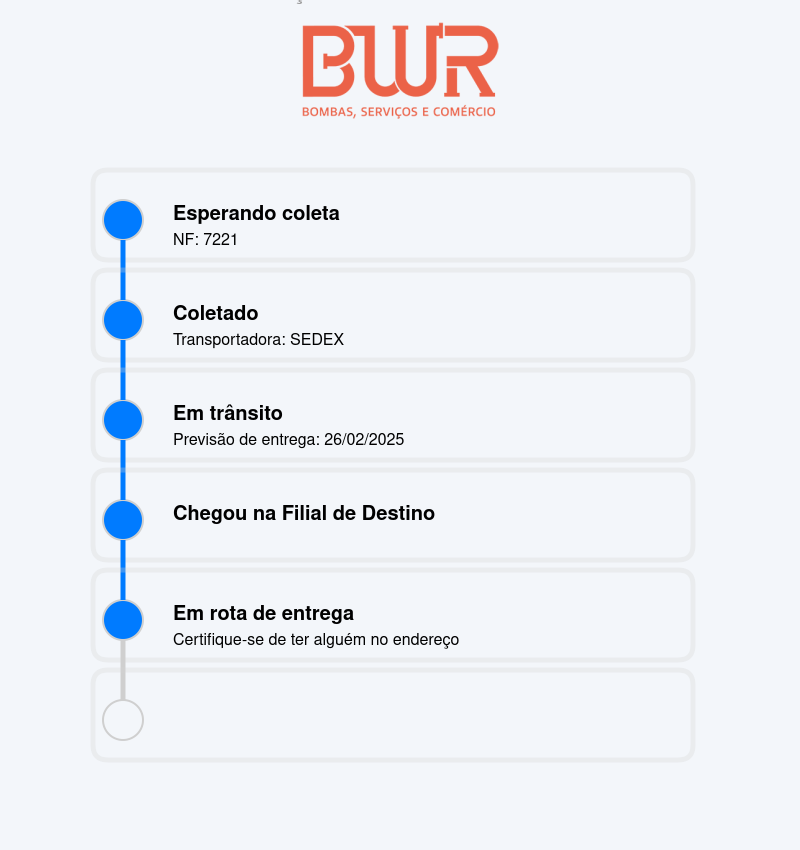 BWR
BOMBAS, SERVIÇOS E COMÉRCIO
Esperando coleta
NF: 7221
Coletado
Transportadora: SEDEX
Em trânsito
Previsão de entrega: 26/02/2025
Chegou na Filial de Destino
Em rota de entrega
Certifique-se de ter alguém no endereço